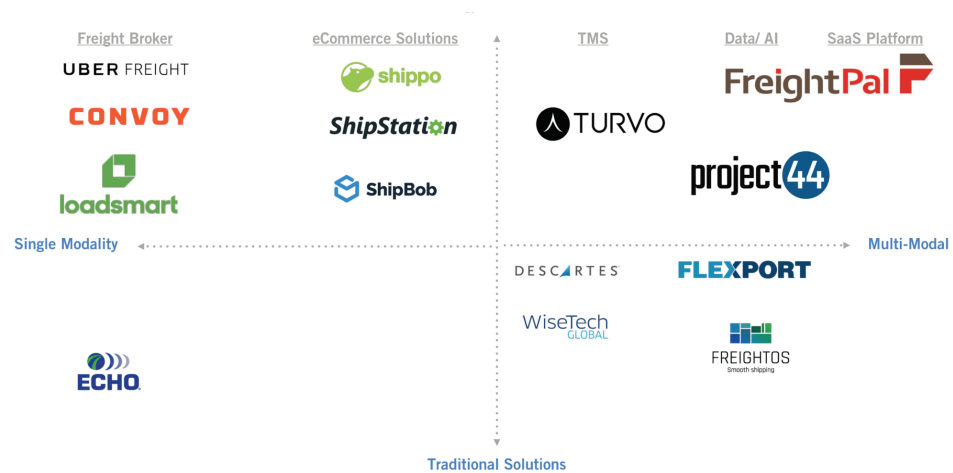 Freight Broker
eCommerce Solutions
TMS
Data/ AI
SaaS Platform
UBER FREIGHT
shippo
FreightPal
CONVOY
ShipStation
TURVO
loadsmart
ShipBob
project44
Single Modality
Multi-Modal
DESCARTES
FLEXPORT
WiseTech
GLOBAL
FREIGHTOS
Smooth shipping
ECHO
Traditional Solutions